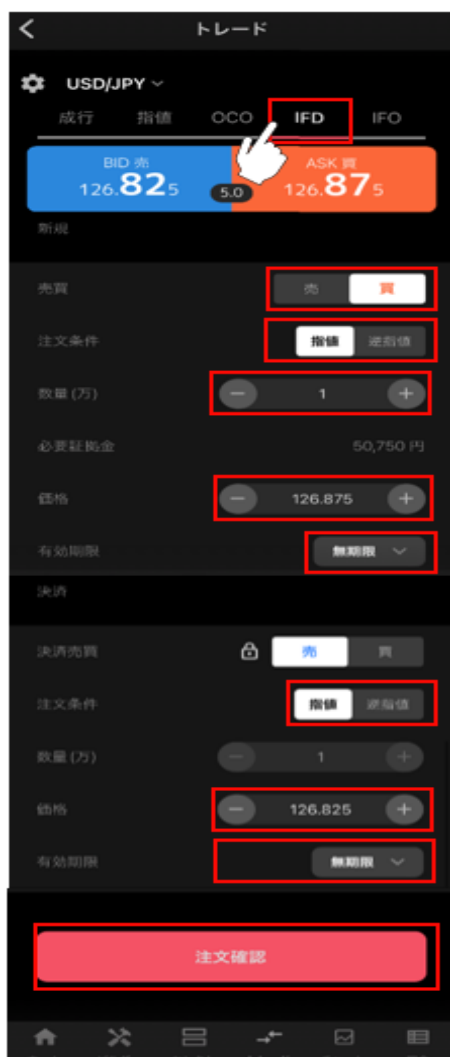 トレード
USD/JPY
成行 指値 OCO IFD IFO
BID 売 ASK 買
126.825 5.0 126.875
新規
売買 売 買
注文条件 指値 逆指値
数量 (万) 1
必要証拠金 50,750 円
価格 126.875
有効期限 無期限
決済
決済売買 売 買
注文条件 指値 逆指値
数量 (万) 1
価格 126.825
有効期限 無期限
注文確認